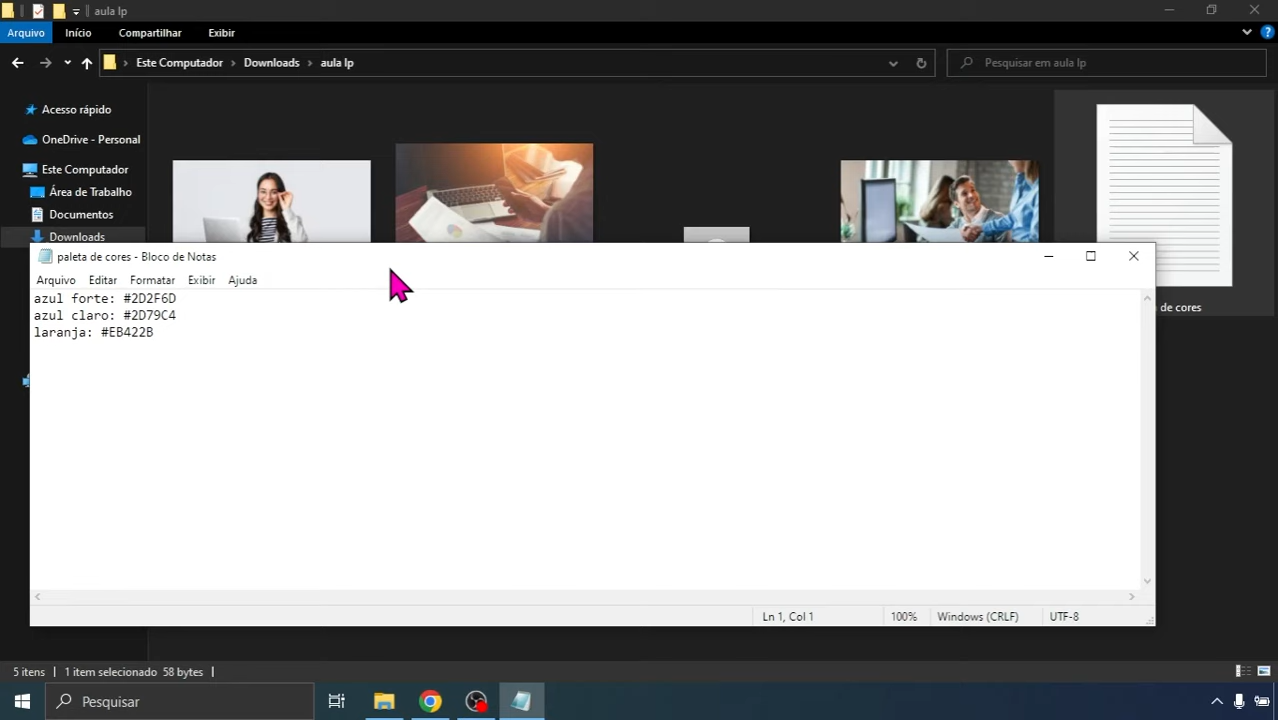 aula lp
Arquivo Início Compartilhar Exibir
Este Computador Downloads aula lp
Pesquisar em aula lp
Acesso rápido
OneDrive - Personal
Este Computador
Área de Trabalho
Documentos
Downloads
paleta de cores - Bloco de Notas
Arquivo Editar Formatar Exibir Ajuda
azul forte: #2D2F6D
azul claro: #2D79C4
laranja: #EB422B
de cores
Ln 1, Col 1 100% Windows (CRLF) UTF-8
5 itens 1 item selecionado 58 bytes
Pesquisar